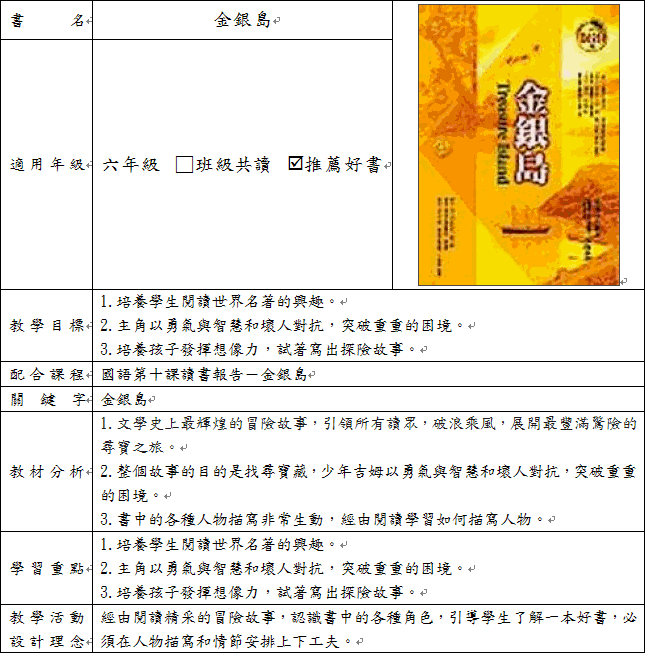 書名 金銀島
金銀島
Treasure Island
適用年級 六年級 □班級共讀 ☑推薦好書
教學目標
1.培養學生閱讀世界名著的興趣。
2.主角以勇氣與智慧和壞人對抗,突破重重的困境。
3.培養孩子發揮想像力,試著寫出探險故事。
配合課程 國語第十課讀書報告－金銀島
關鍵字 金銀島
教材分析
1.文學史上最輝煌的冒險故事,引領所有讀眾,破浪乘風,展開最豐滿驚險的
尋寶之旅。
2.整個故事的目的是找尋寶藏,少年吉姆以勇氣與智慧和壞人對抗,突破重重
的困境。
3.書中的各種人物描寫非常生動,經由閱讀學習如何描寫人物。
學習重點
1.培養學生閱讀世界名著的興趣。
2.主角以勇氣與智慧和壞人對抗,突破重重的困境。
3.培養孩子發揮想像力,試著寫出探險故事。
教學活動
設計理念
經由閱讀精采的冒險故事,認識書中的各種角色,引導學生了解一本好書,必
須在人物描寫和情節安排上下工夫。